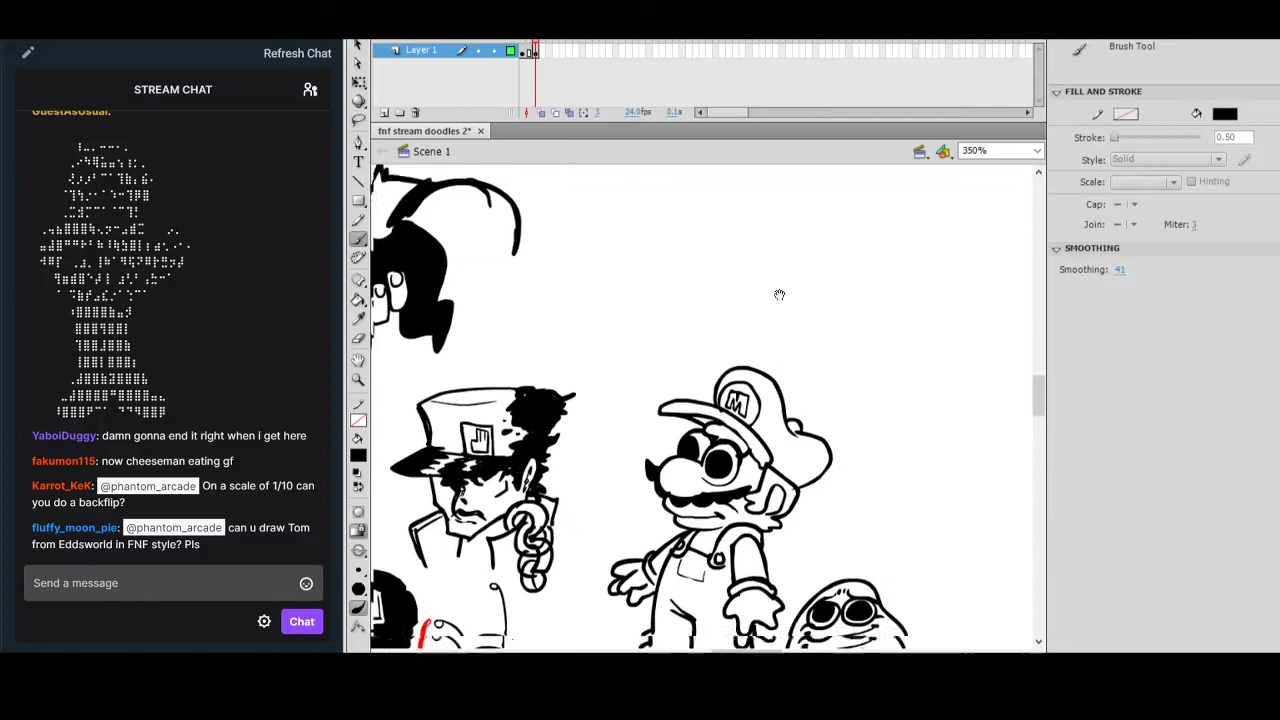 Refresh Chat
STREAM CHAT
GuestAsUsual:
YaboiDuggy: damn gonna end it right when i get here
fakumon115: now cheeseman eating gf
Karrot_KeK: @phantom_arcade On a scale of 1/10 can
you do a backflip?
fluffy_moon_pie: @phantom_arcade can u draw Tom
from Eddsworld in FNF style? Pls
Send a message
Chat
Layer 1
3 24.0fps 0.1s
fnf stream doodles 2*
Scene 1
350%
T
M
Brush Tool
FILL AND STROKE
Stroke: 0.50
Style: Solid
Scale: Hinting
Cap:
Join: Miter: 3
SMOOTHING
Smoothing: 41